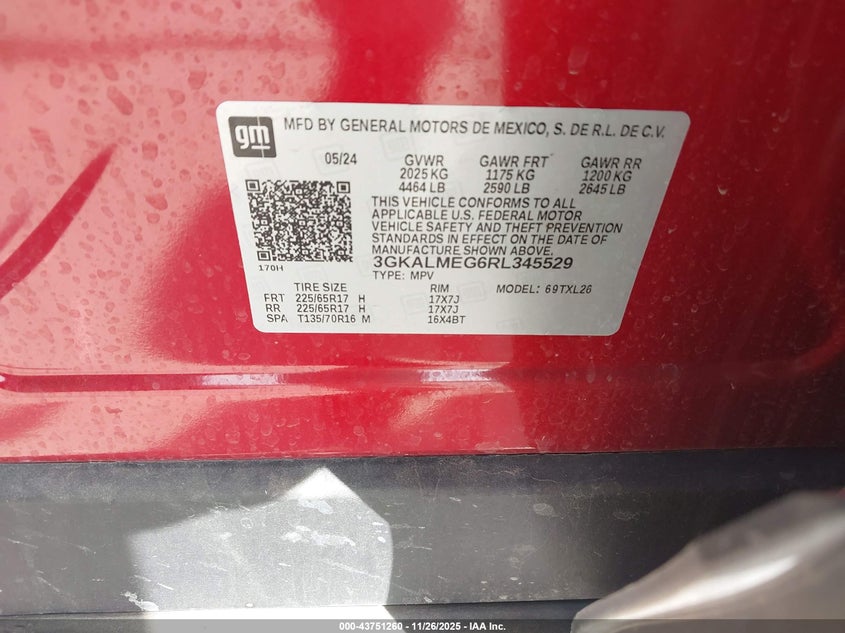 gm MFD BY GENERAL MOTORS DE MEXICO, S. DE R.L. DE C.V.
05/24 GVWR GAWR FRT GAWR RR
2025 KG 1175 KG 1200 KG
4464 LB 2590 LB 2645 LB
THIS VEHICLE CONFORMS TO ALL
APPLICABLE U.S. FEDERAL MOTOR
VEHICLE SAFETY AND THEFT PREVENTION
STANDARDS IN EFFECT ON THE DATE OF
MANUFACTURE SHOWN ABOVE.
170H 3GKALMEG6RL345529
TYPE: MPV
TIRE SIZE RIM MODEL: 69TXL26
FRT 225/65R17 H 17X7J
RR 225/65R17 H 17X7J
SPA T135/70R16 M 16X4BT
000-43751260 - 11/26/2025 - IAA Inc.